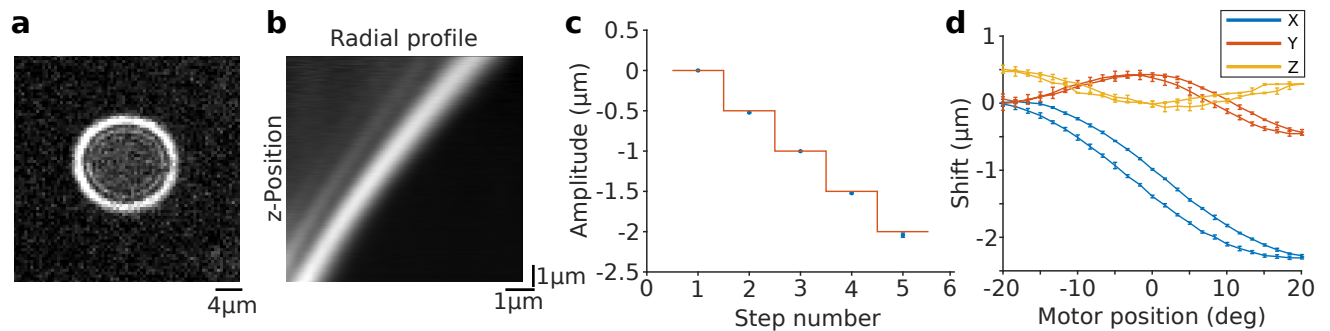 a
4μm
b
Radial profile
z-Position
1μm
1μm
c
Amplitude (μm)
0.5
0
-0.5
-1
-1.5
-2
-2.5
0 1 2 3 4 5 6
Step number
d
X
Y
Z
Shift (μm)
1
0
-1
-2
-20 -10 0 10 20
Motor position (deg)